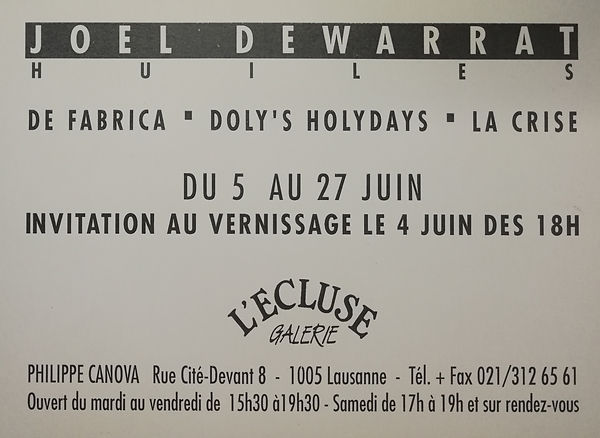 JOEL DEWARRAT
HUILES
DE FABRICA ▪ DOLY'S HOLYDAYS ▪ LA CRISE
DU 5 AU 27 JUIN
INVITATION AU VERNISSAGE LE 4 JUIN DES 18H
L'ECLUSE
GALERIE
PHILIPPE CANOVA Rue Cité-Devant 8 - 1005 Lausanne - Tél. + Fax 021/312 65 61
Ouvert du mardi au vendredi de 15h30 à19h30 - Samedi de 17h à 19h et sur rendez-vous